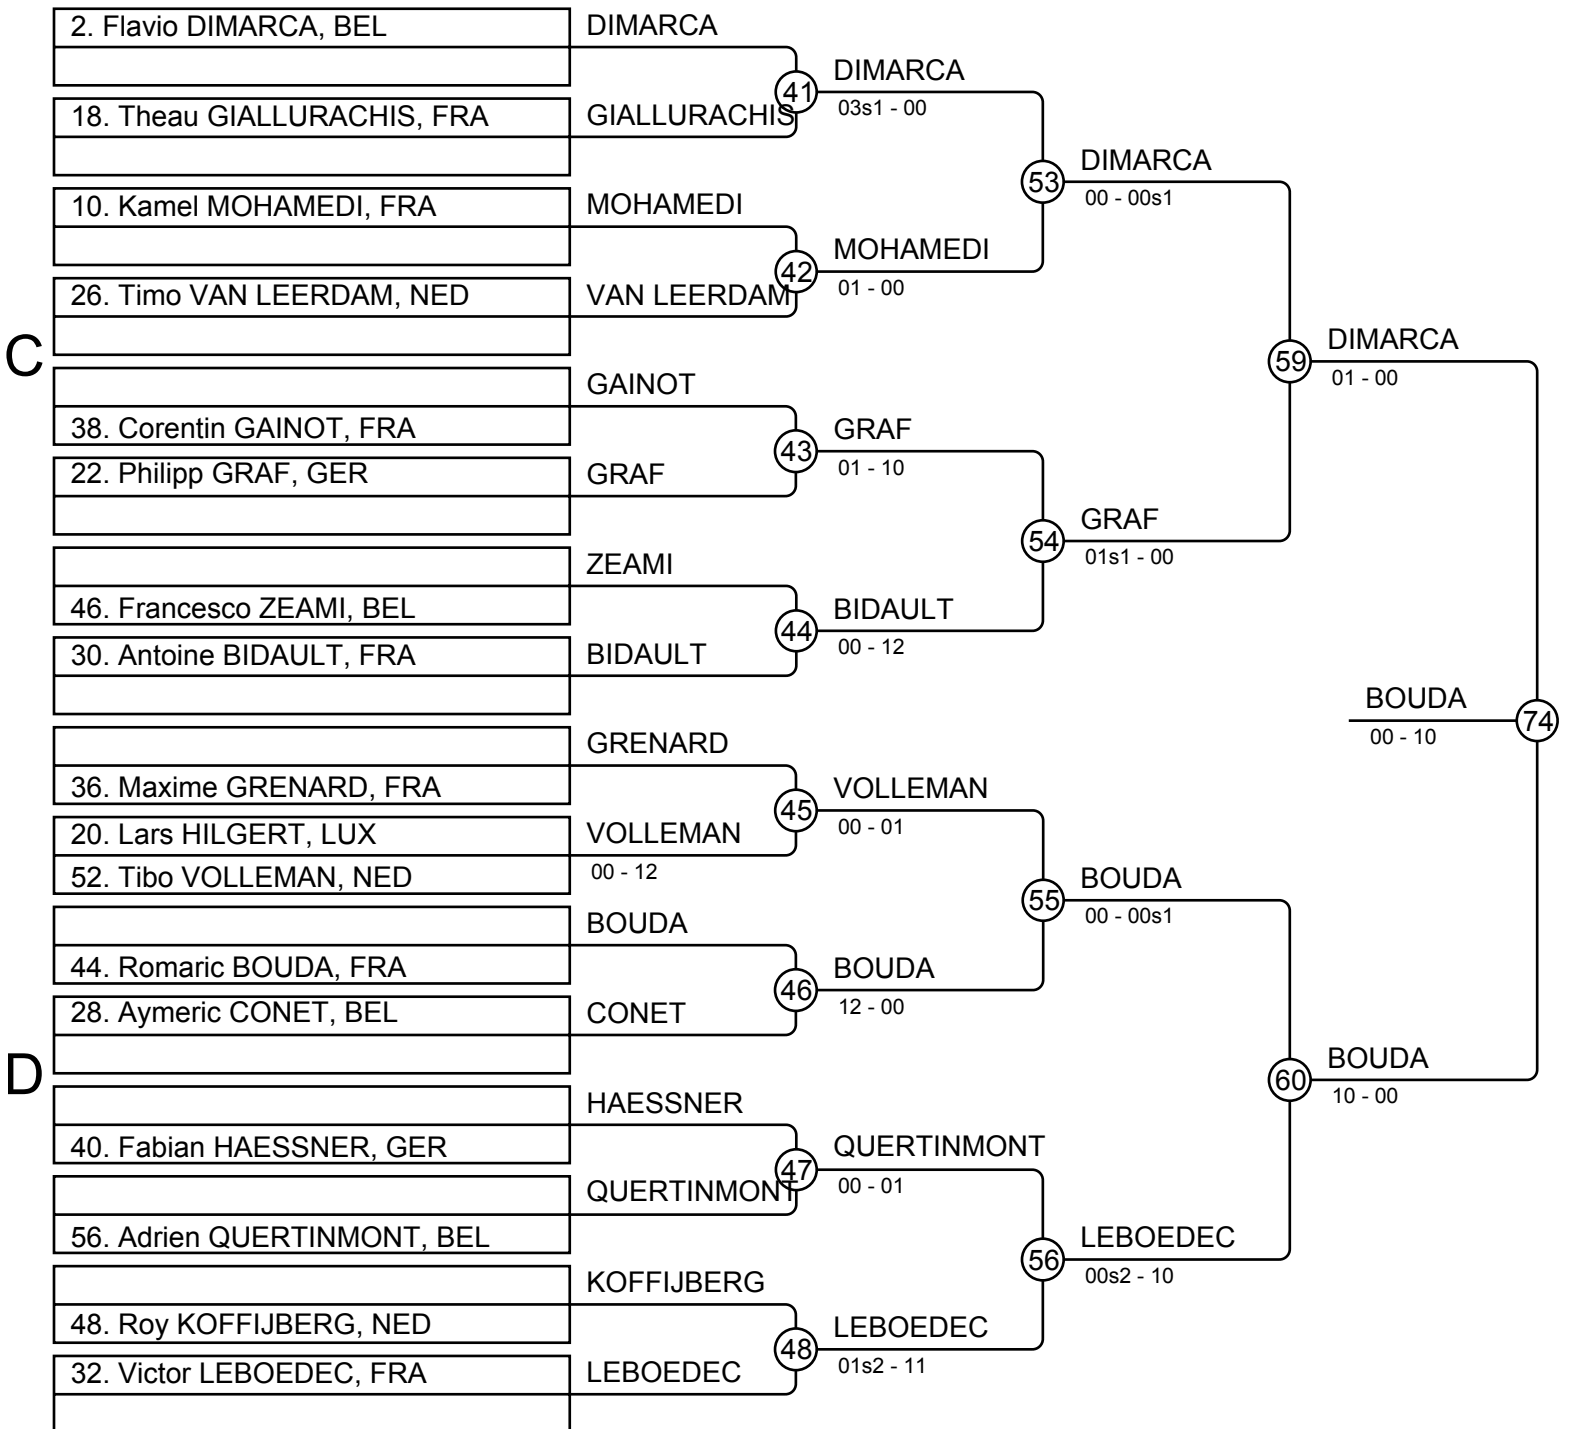 2. Flavio DIMARCA, BEL
DIMARCA
41
DIMARCA
03s1 - 00
18. Theau GIALLURACHIS, FRA
GIALLURACHIS
53
DIMARCA
00 - 00s1
10. Kamel MOHAMEDI, FRA
MOHAMEDI
42
MOHAMEDI
01 - 00
26. Timo VAN LEERDAM, NED
VAN LEERDAM
C
59
DIMARCA
01 - 00
GAINOT
38. Corentin GAINOT, FRA
43
GRAF
01 - 10
22. Philipp GRAF, GER
GRAF
54
GRAF
01s1 - 00
ZEAMI
46. Francesco ZEAMI, BEL
44
BIDAULT
00 - 12
30. Antoine BIDAULT, FRA
BIDAULT
BOUDA
00 - 10
74
GRENARD
36. Maxime GRENARD, FRA
45
VOLLEMAN
00 - 01
20. Lars HILGERT, LUX
VOLLEMAN
00 - 12
52. Tibo VOLLEMAN, NED
55
BOUDA
00 - 00s1
BOUDA
44. Romaric BOUDA, FRA
46
BOUDA
12 - 00
28. Aymeric CONET, BEL
CONET
D
60
BOUDA
10 - 00
HAESSNER
40. Fabian HAESSNER, GER
47
QUERTINMONT
00 - 01
QUERTINMONT
56. Adrien QUERTINMONT, BEL
56
LEBOEDEC
00s2 - 10
KOFFIJBERG
48. Roy KOFFIJBERG, NED
48
LEBOEDEC
01s2 - 11
32. Victor LEBOEDEC, FRA
LEBOEDEC